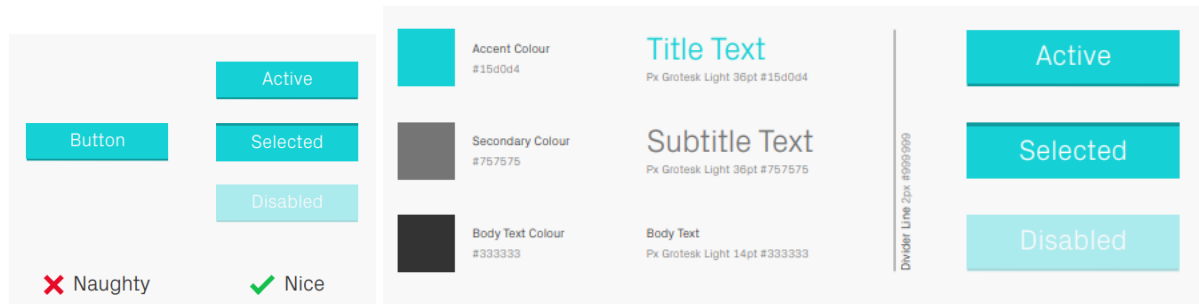 Active
Button
Selected
Disabled
Naughty
Nice
Accent Colour
#15d0d4
Title Text
Px Grotesk Light 36pt #15d0d4
Secondary Colour
#757575
Subtitle Text
Px Grotesk Light 36pt #757575
Body Text Colour
#333333
Body Text
Px Grotesk Light 14pt #333333
Divider Line 2px #999999
Active
Selected
Disabled